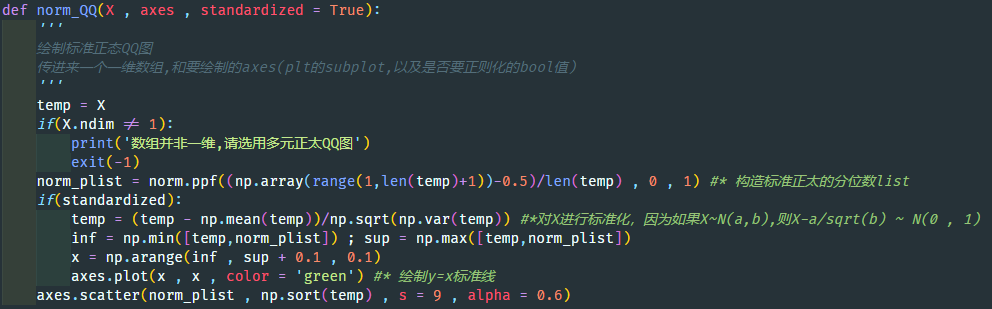 def norm_QQ(X , axes , standardized = True):
    '''
    绘制标准正态QQ图
    传进来一个一维数组,和要绘制的axes(plt的subplot,以及是否要正则化的bool值)
    '''
    temp = X
    if(X.ndim ≠ 1):
        print('数组并非一维,请选用多元正太QQ图')
        exit(-1)
    norm_plist = norm.ppf((np.array(range(1,len(temp)+1))-0.5)/len(temp) , 0 , 1) #* 构造标准正太的分位数list
    if(standardized):
        temp = (temp - np.mean(temp))/np.sqrt(np.var(temp)) #*对X进行标准化，因为如果X~N(a,b),则X-a/sqrt(b) ~ N(0 , 1)
        inf = np.min([temp,norm_plist]) ; sup = np.max([temp,norm_plist])
        x = np.arange(inf , sup + 0.1 , 0.1)
        axes.plot(x , x , color = 'green') #* 绘制y=x标准线
    axes.scatter(norm_plist , np.sort(temp) , s = 9 , alpha = 0.6)